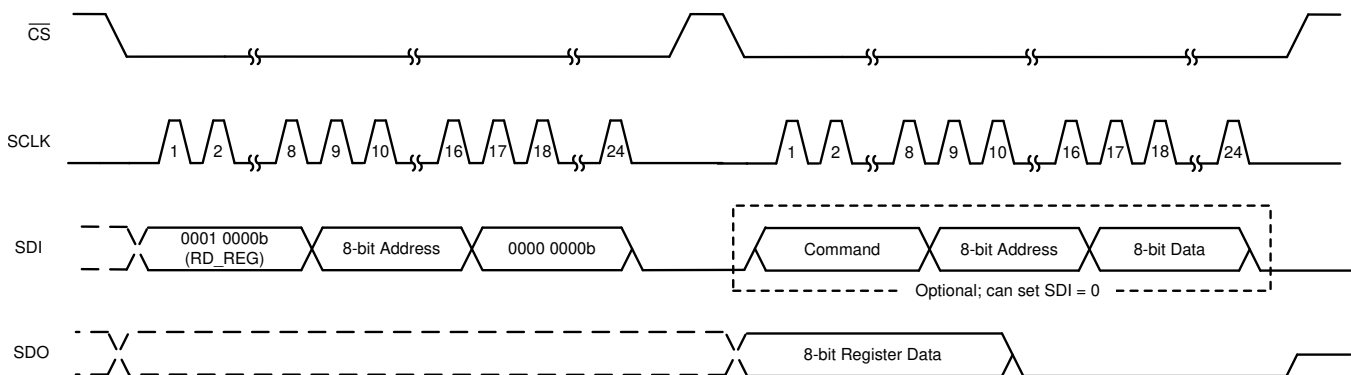 CS
SCLK
1 2 8 9 10 16 17 18 24 1 2 8 9 10 16 17 18 24
SDI
0001 0000b
(RD_REG)
8-bit Address
0000 0000b
Command
8-bit Address
8-bit Data
Optional; can set SDI = 0
SDO
8-bit Register Data